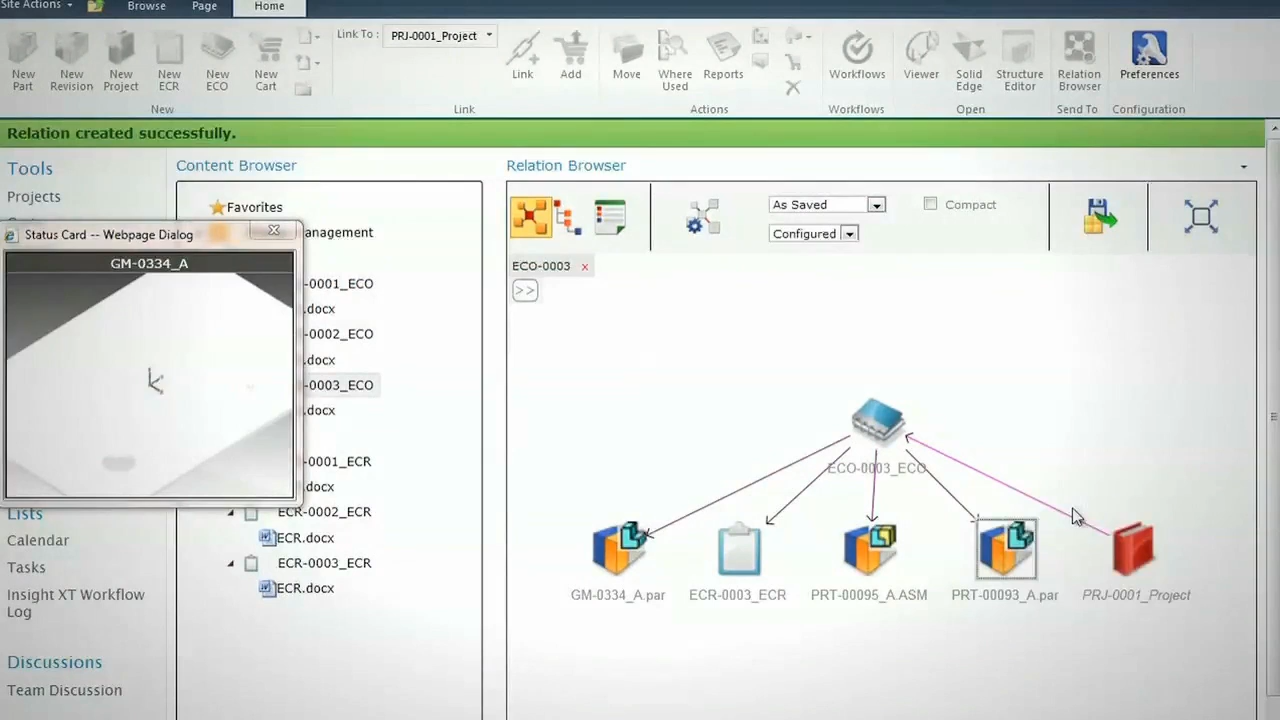 Site Actions Browse Page Home
Link To : PRJ-0001_Project
New Part New Revision New Project New ECR New ECO New Cart Link Add Move Where Used Reports Workflows Viewer Solid Edge Structure Editor Relation Browser Preferences
New Link Actions Workflows Open Send To Configuration
Relation created successfully.
Tools Content Browser Relation Browser
Projects
Favorites As Saved Compact
Status Card -- Webpage Dialog anagement Configured
GM-0334_A ECO-0003 x
>>
-0001_ECO
.docx
-0002_ECO
.docx
-0003_ECO
.docx
ECO-0003_ECO
-0001_ECR
.docx
Lists ECR-0002_ECR
Calendar ECR.docx
Tasks ECR-0003_ECR
Insight XT Workflow Log ECR.docx
GM-0334_A.par ECR-0003_ECR PRT-00095_A.ASM PRT-00093_A.par PRJ-0001_Project
Discussions
Team Discussion